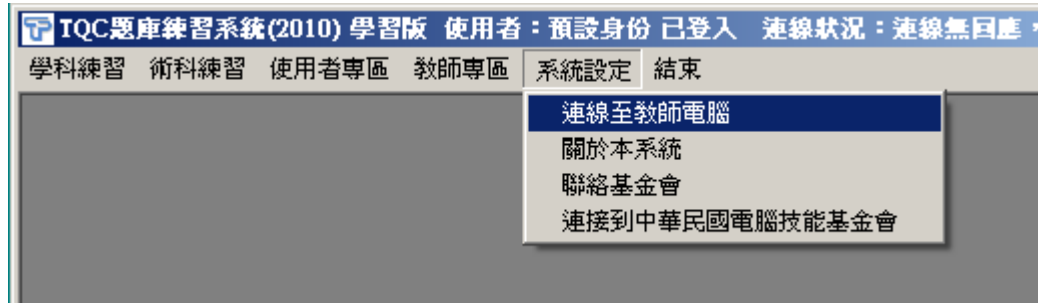 TQC題庫練習系統(2010) 學習版 使用者：預設身份 已登入 連線狀況：連線無回應
學科練習 術科練習 使用者專區 教師專區 系統設定 結束
連線至教師電腦
關於本系統
聯絡基金會
連接到中華民國電腦技能基金會